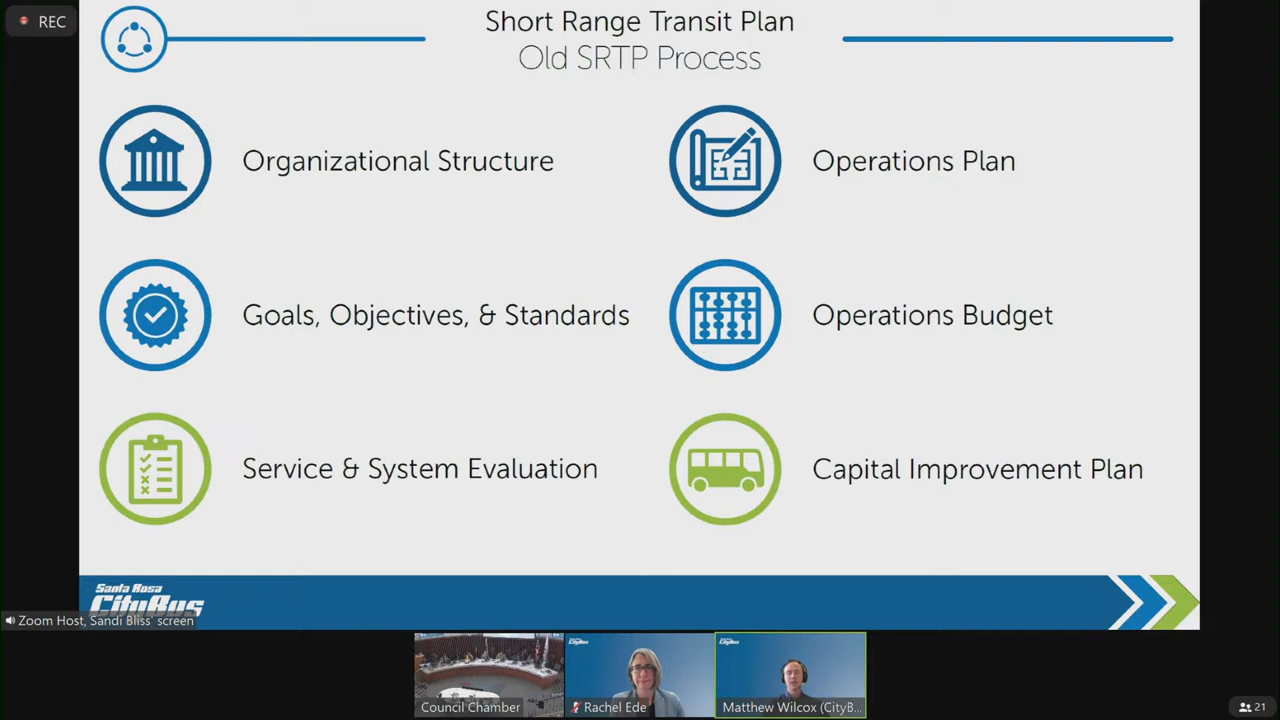 REC
Short Range Transit Plan
Old SRTP Process
Organizational Structure
Operations Plan
Goals, Objectives, & Standards
Operations Budget
Service & System Evaluation
Capital Improvement Plan
Santa Rosa
CityBus
Zoom Host, Sandi Bliss' screen
CityBus
CityBus
Council Chamber
Rachel Ede
Matthew Wilcox (CityB...
21